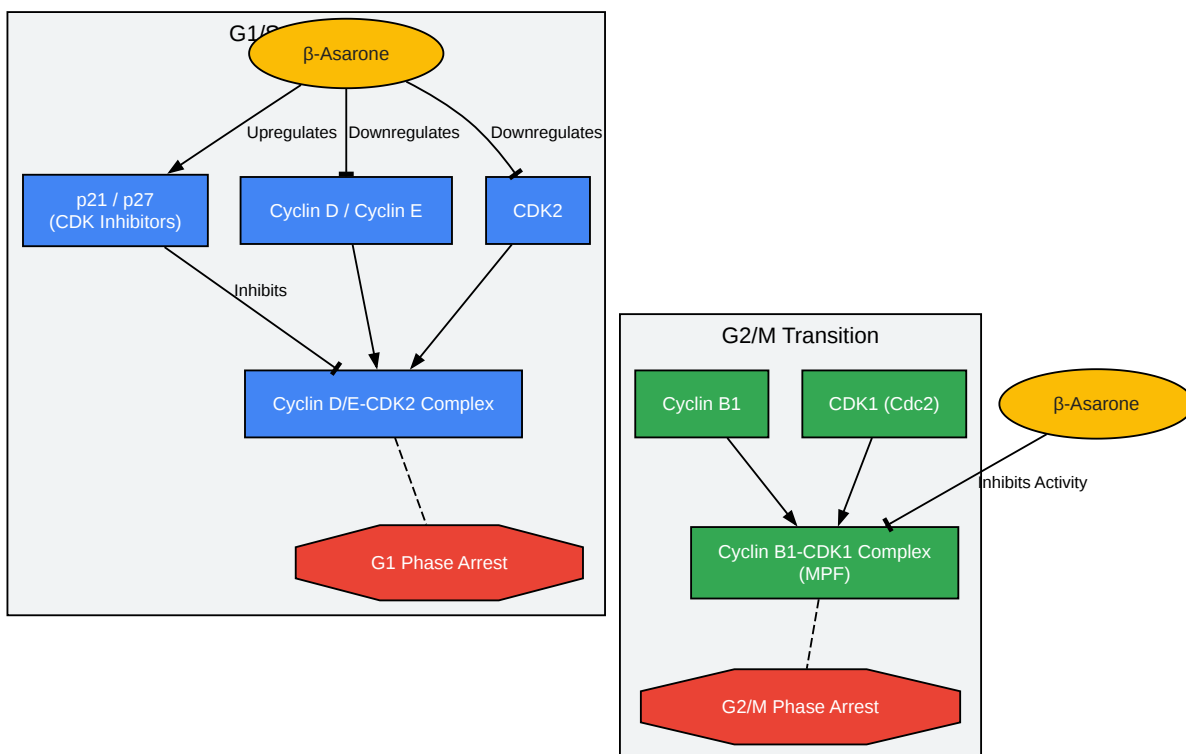 G1/S
β-Asarone
Upregulates
Downregulates
Downregulates
p21 / p27
(CDK Inhibitors)
Cyclin D / Cyclin E
CDK2
Inhibits
Cyclin D/E-CDK2 Complex
G1 Phase Arrest
G2/M Transition
Cyclin B1
CDK1 (Cdc2)
β-Asarone
Inhibits Activity
Cyclin B1-CDK1 Complex
(MPF)
G2/M Phase Arrest